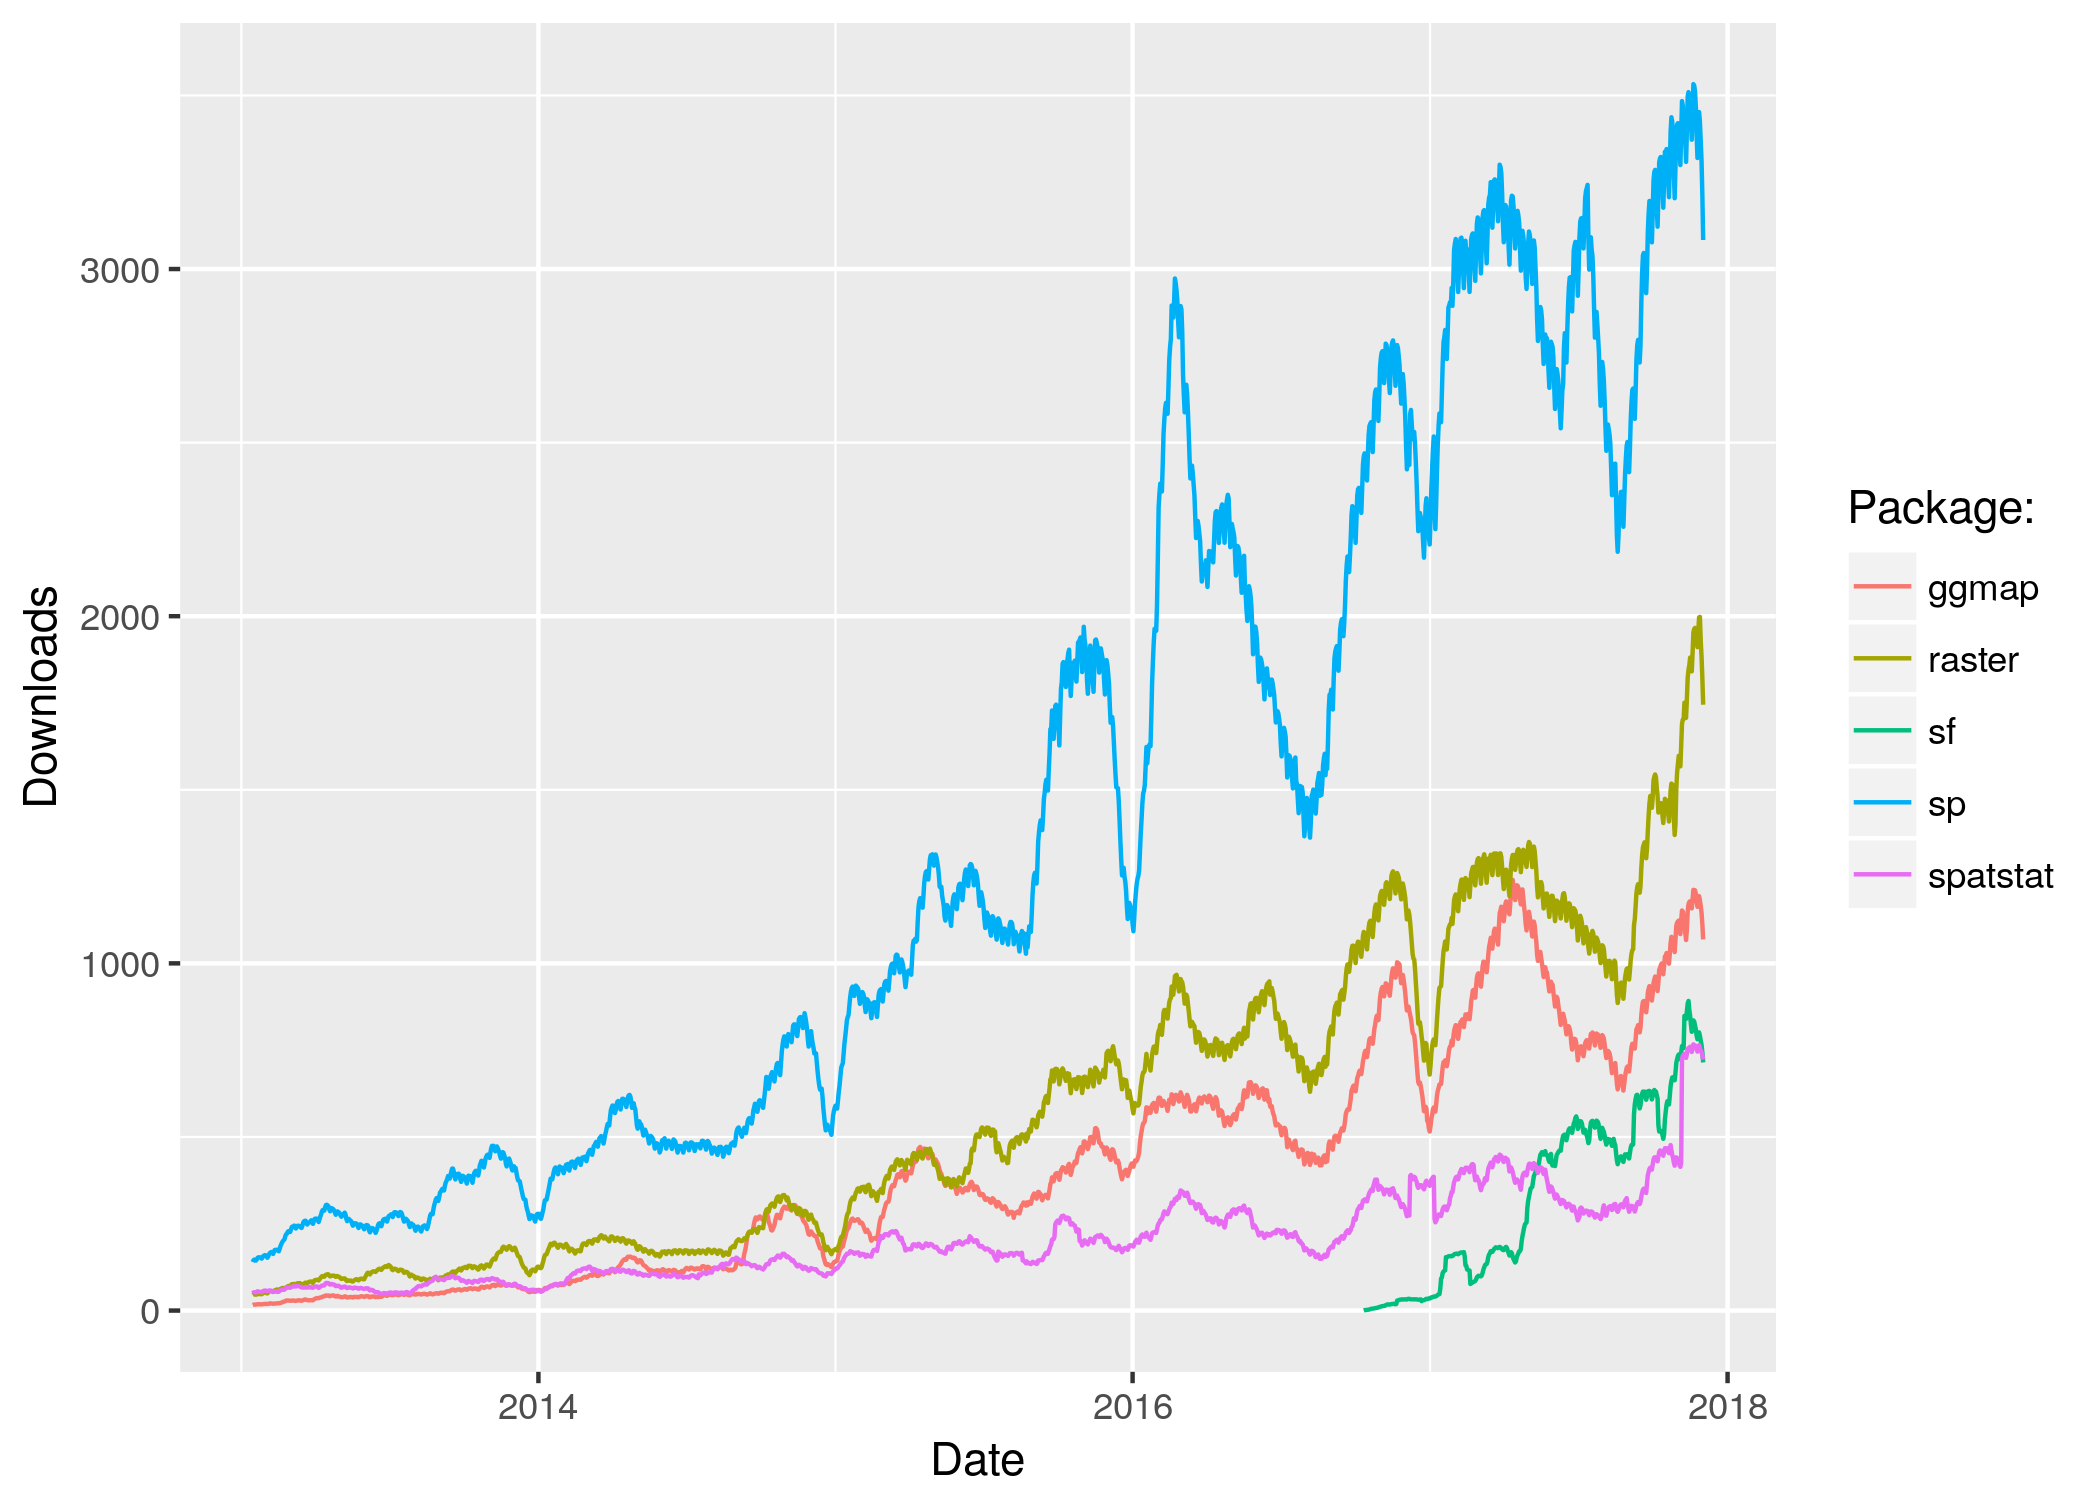 3000
2000
1000
0
Downloads
2014
2016
2018
Date
Package:
ggmap
raster
sf
sp
spatstat